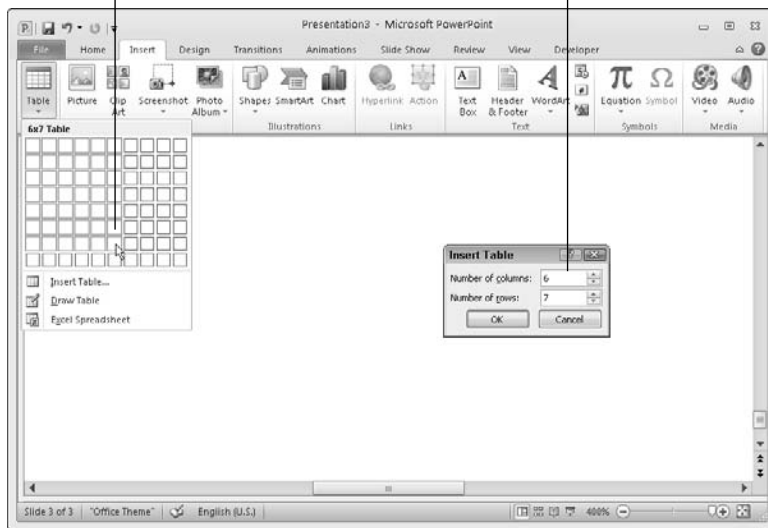 Presentation3 - Microsoft PowerPoint
File Home Insert Design Transitions Animations Slide Show Review View Developer
Table Picture Clip Art Screenshot Photo Album Shapes SmartArt Chart Hyperlink Action Text Box Header & Footer WordArt Equation Symbol Video Audio
Illustrations Links Text Symbols Media
6x7 Table
Insert Table...
Draw Table
Excel Spreadsheet
Insert Table
Number of columns: 6
Number of rows: 7
OK Cancel
Slide 3 of 3 "Office Theme" English (U.S.) 400%